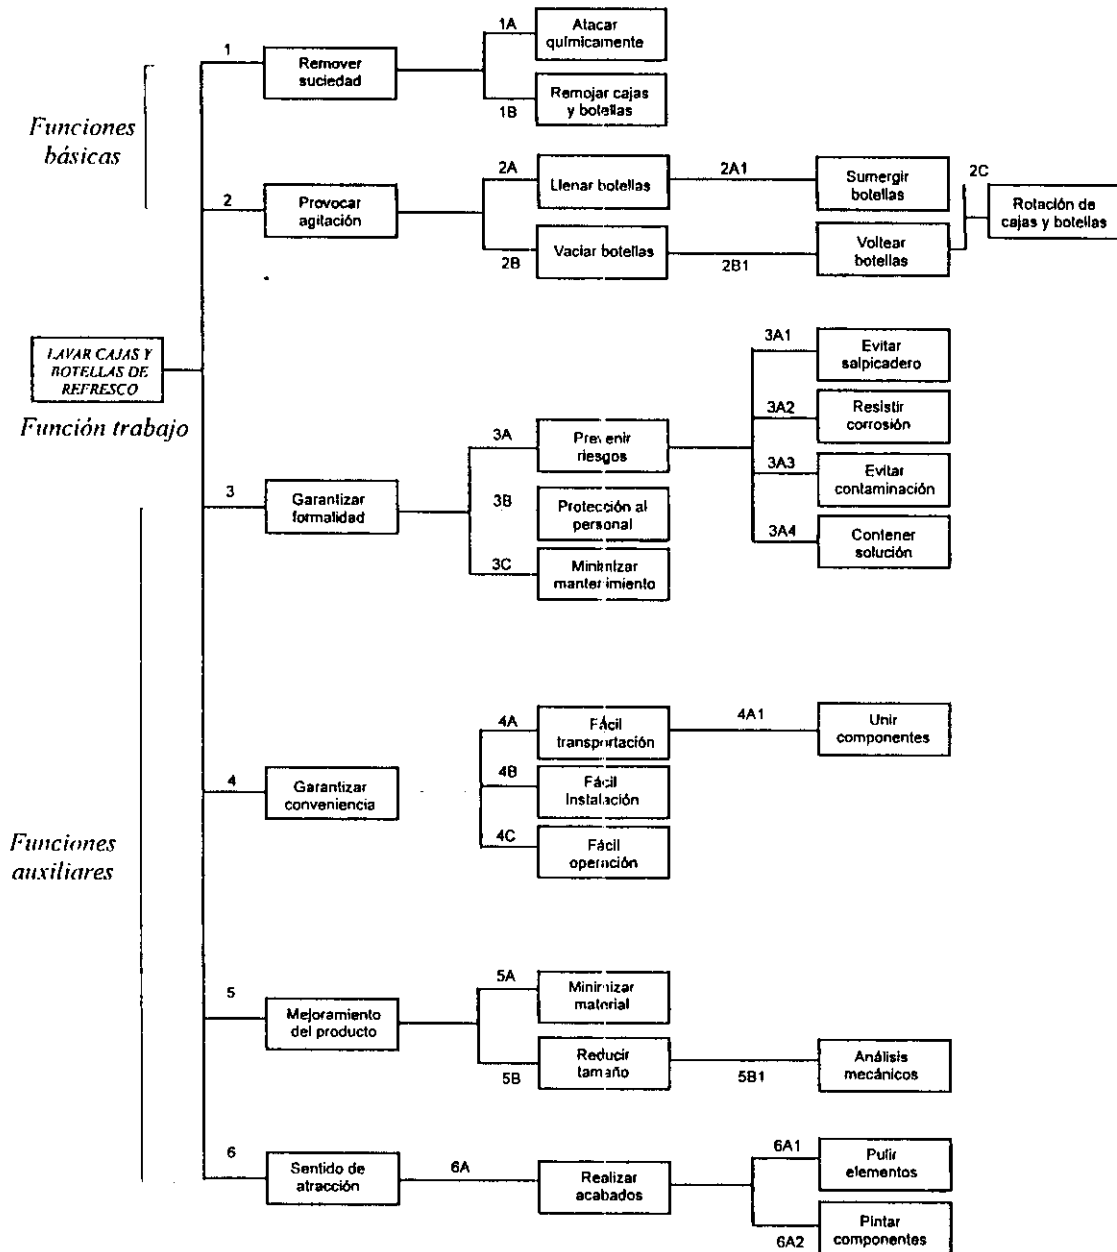 1
Remover
suciedad
1A
Atacar
químicamente
1B
Remojar cajas
y botellas
Funciones
básicas
2
Provocar
agitación
2A
Llenar botellas
2A1
Sumergir
botellas
2B
Vaciar botellas
2B1
Voltear
botellas
2C
Rotación de
cajas y botellas
LAVAR CAJAS Y
BOTELLAS DE
REFRESCO
Función trabajo
3
Garantizar
formalidad
3A
Prevenir
riesgos
3A1
Evitar
salpicadero
3A2
Resistir
corrosión
3A3
Evitar
contaminación
3A4
Contener
solución
3B
Protección al
personal
3C
Minimizar
mantenimiento
Funciones
auxiliares
4
Garantizar
conveniencia
4A
Fácil
transportación
4A1
Unir
componentes
4B
Fácil
Instalación
4C
Fácil
operación
5
Mejoramiento
del producto
5A
Minimizar
material
5B
Reducir
tamaño
5B1
Análisis
mecánicos
6
Sentido de
atracción
6A
Realizar
acabados
6A1
Pulir
elementos
6A2
Pintar
componentes